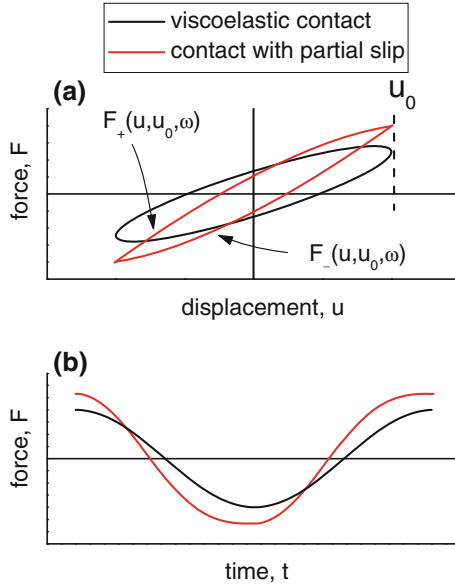 viscoelastic contact
contact with partial slip
(a)
u₀
F₊(u,u₀,ω)
F₋(u,u₀,ω)
force, F
displacement, u
(b)
force, F
time, t